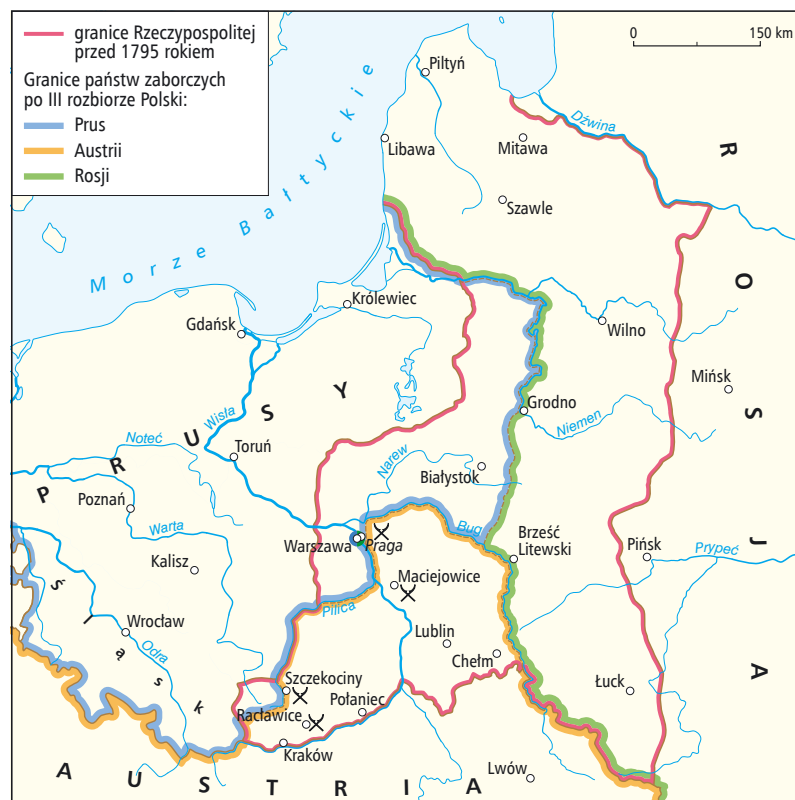 granice Rzeczypospolitej
przed 1795 rokiem
Granice państw zaborczych
po III rozbiorze Polski:
Prus
Austrii
Rosji
0 150 km
Piltyń
Dźwina
Libawa
Mitawa
Szawle
Morze Bałtyckie
ROSJA
Królewiec
Gdańsk
Wilno
Mińsk
Wisła
PRUSY
Grodno
Niemen
Noteć
Toruń
Narew
Białystok
Poznań
Warta
Bug
Warszawa
Praga
Brześć
Litewski
Pińsk
Prypeć
Kalisz
Maciejowice
Pilica
Śląsk
Wrocław
Odra
Lublin
Chełm
Szczekociny
Połaniec
Łuck
Racławice
Kraków
Lwów
AUSTRIA